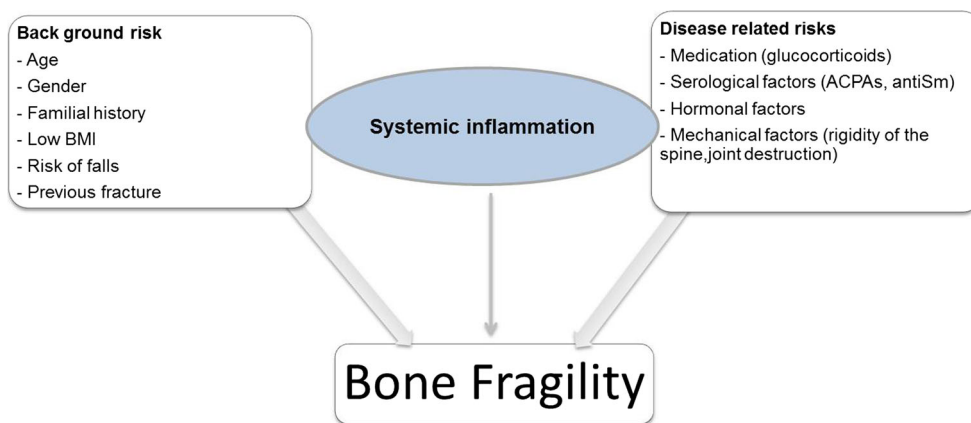 Back ground risk
- Age
- Gender
- Familial history
- Low BMI
- Risk of falls
- Previous fracture
Systemic inflammation
Disease related risks
- Medication (glucocorticoids)
- Serological factors (ACPAs, antiSm)
- Hormonal factors
- Mechanical factors (rigidity of the
spine,joint destruction)
Bone Fragility